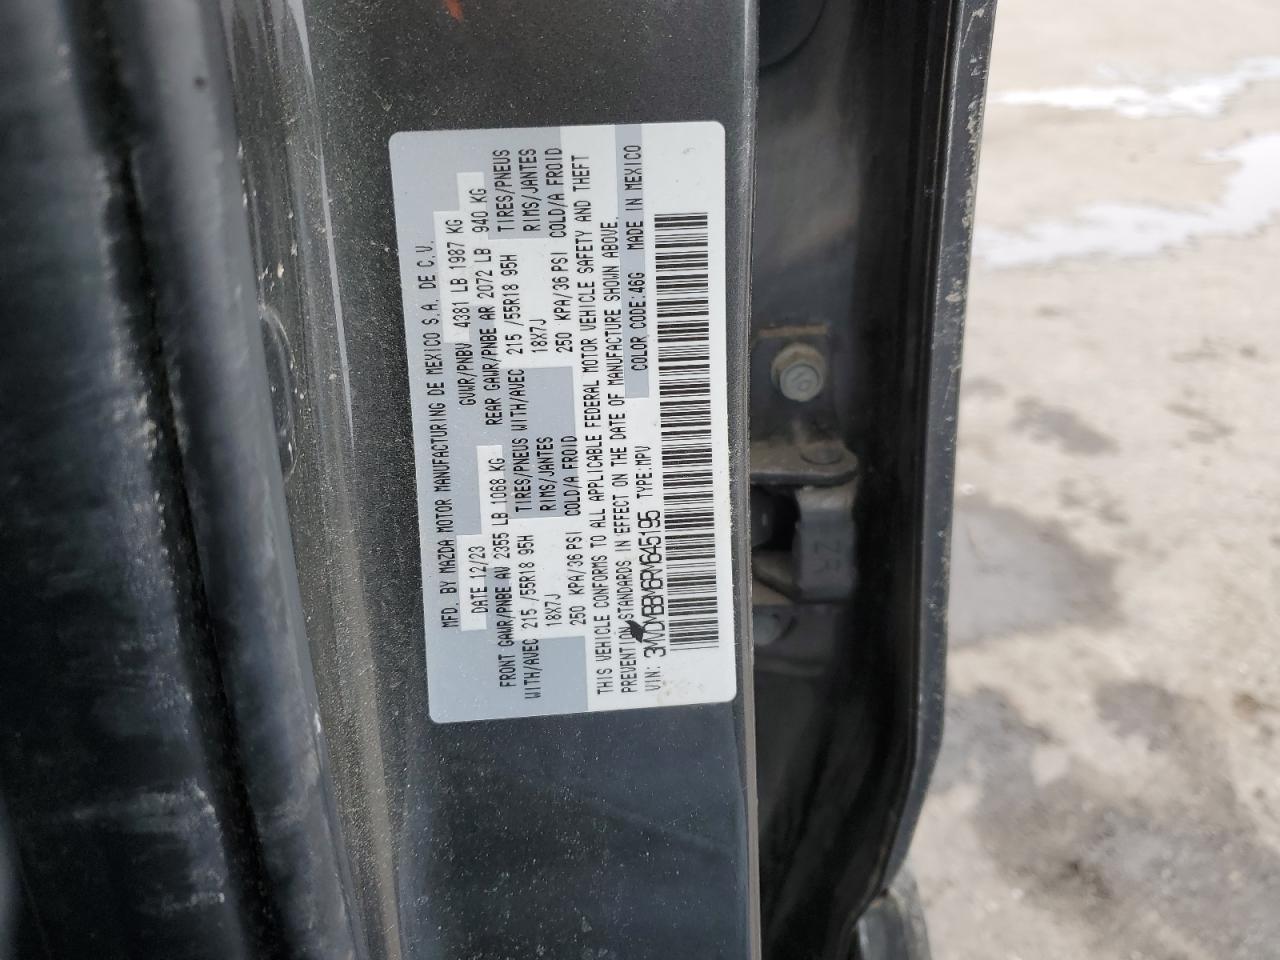 MFD. BY MAZDA MOTOR MANUFACTURING DE MEXICO S.A. DE C.V.
DATE 12/23 GVWR/PNBV 4381 LB 1987 KG
FRONT GAWR/PNBE AV 2355 LB 1068 KG REAR GAWR/PNBE AR 2072 LB 940 KG
WITH/AVEC 215 /55R18 95H TIRES/PNEUS WITH/AVEC 215 /55R18 95H TIRES/PNEUS
18X7J RIMS/JANTES 18X7J RIMS/JANTES
250 KPA/36 PSI COLD/A FROID 250 KPA/36 PSI COLD/A FROID
THIS VEHICLE CONFORMS TO ALL APPLICABLE FEDERAL MOTOR VEHICLE SAFETY AND THEFT
PREVENTION STANDARDS IN EFFECT ON THE DATE OF MANUFACTURE SHOWN ABOVE.
COLOR CODE:46G MADE IN MEXICO
VIN: 3MVDMBBM6RM645195 TYPE:MPV